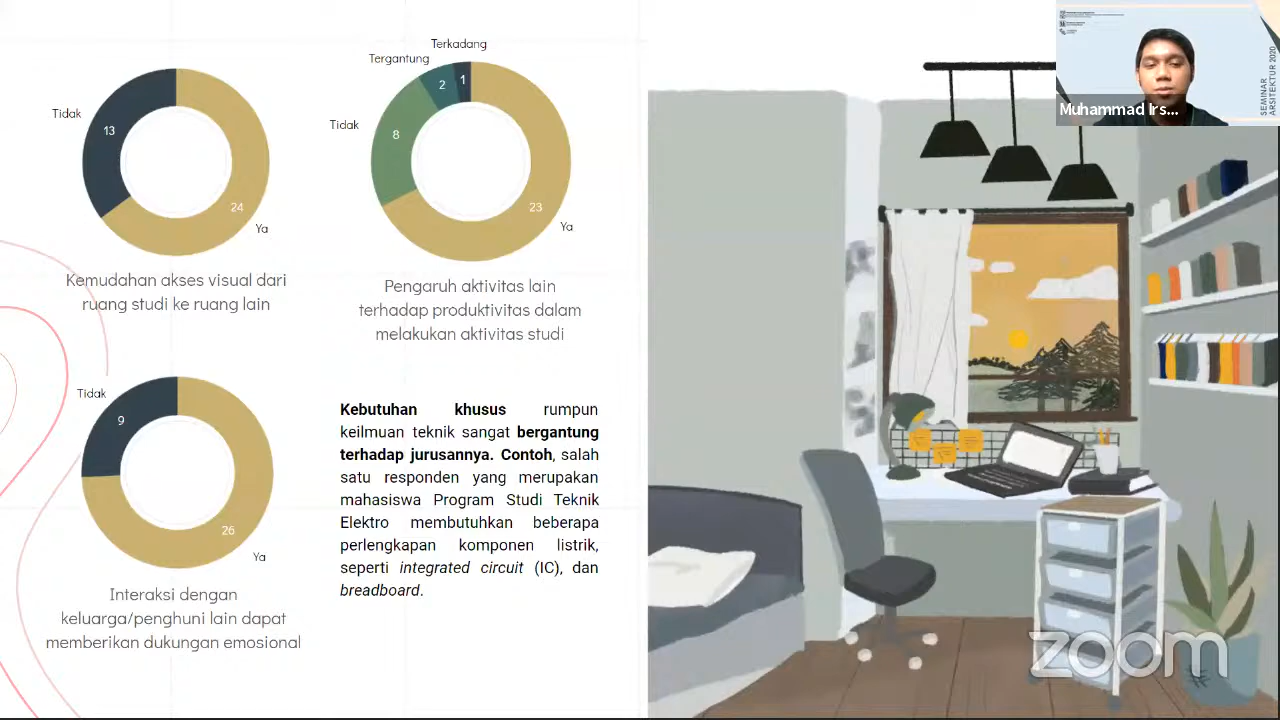 Terkadang
Tergantung
Tidak
Tidak
13
24
Ya
2
1
8
23
Ya
Kemudahan akses visual dari
ruang studi ke ruang lain
Pengaruh aktivitas lain
terhadap produktivitas dalam
melakukan aktivitas studi
Tidak
9
26
Ya
Interaksi dengan
keluarga/penghuni lain dapat
memberikan dukungan emosional
Kebutuhan khusus rumpun
keilmuan teknik sangat bergantung
terhadap jurusannya. Contoh, salah
satu responden yang merupakan
mahasiswa Program Studi Teknik
Elektro membutuhkan beberapa
perlengkapan komponen listrik,
seperti integrated circuit (IC), dan
breadboard.
Muhammad Irs...
SEMINAR
ARSITEKTUR 2020
zoom